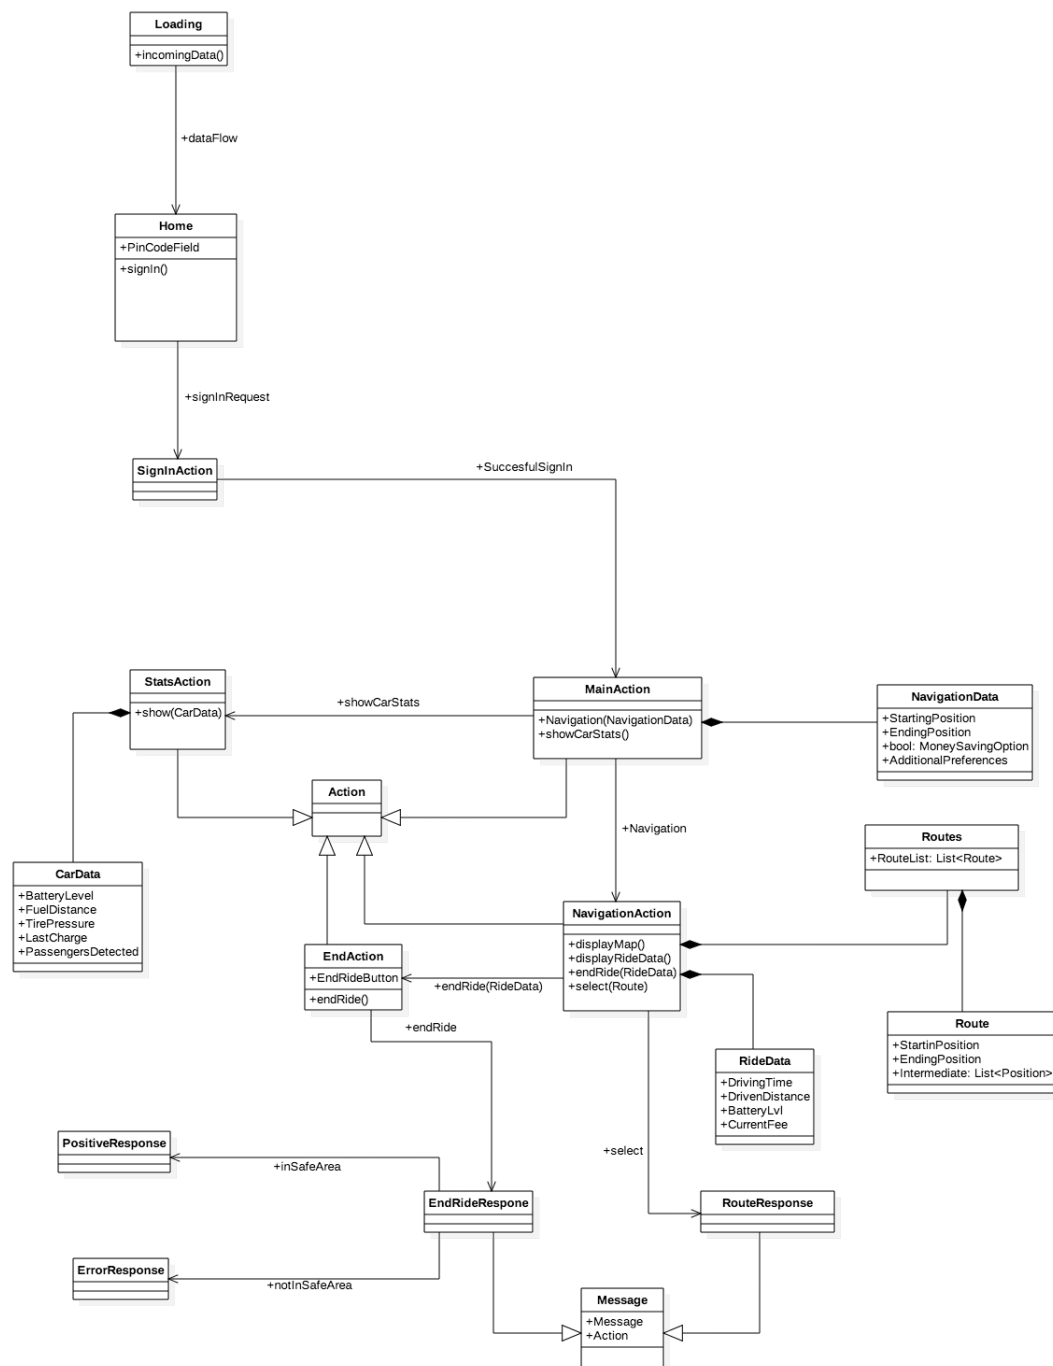 Loading
+incomingData()
+dataFlow
Home
+PinCodeField
+signIn()
+signInRequest
SignInAction
+SuccesfulSignIn
StatsAction
+show(CarData)
+showCarStats
MainAction
+Navigation(NavigationData)
+showCarStats()
NavigationData
+StartingPosition
+EndingPosition
+bool: MoneySavingOption
+AdditionalPreferences
Action
+Navigation
Routes
+RouteList: List<Route>
CarData
+BatteryLevel
+FuelDistance
+TirePressure
+LastCharge
+PassengersDetected
NavigationAction
+displayMap()
+displayRideData()
+endRide(RideData)
+select(Route)
EndAction
+EndRideButton
+endRide()
+endRide(RideData)
+endRide
Route
+StartinPosition
+EndingPosition
+Intermediate: List<Position>
RideData
+DrivingTime
+DrivenDistance
+BatteryLvl
+CurrentFee
PositiveResponse
+inSafeArea
+select
EndRideRespone
RouteResponse
ErrorResponse
+notInSafeArea
Message
+Message
+Action